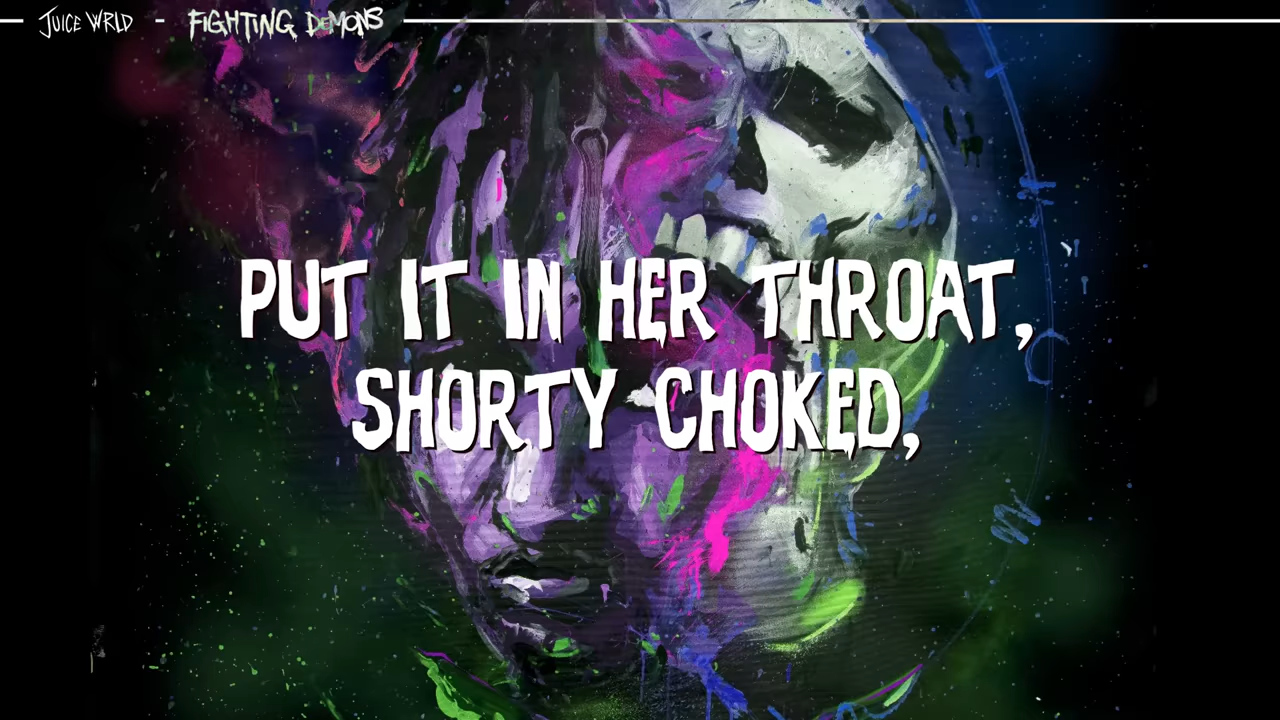 JUICE WRLD - FIGHTING DEMONS
PUT IT IN HER THROAT,
SHORTY CHOKED,